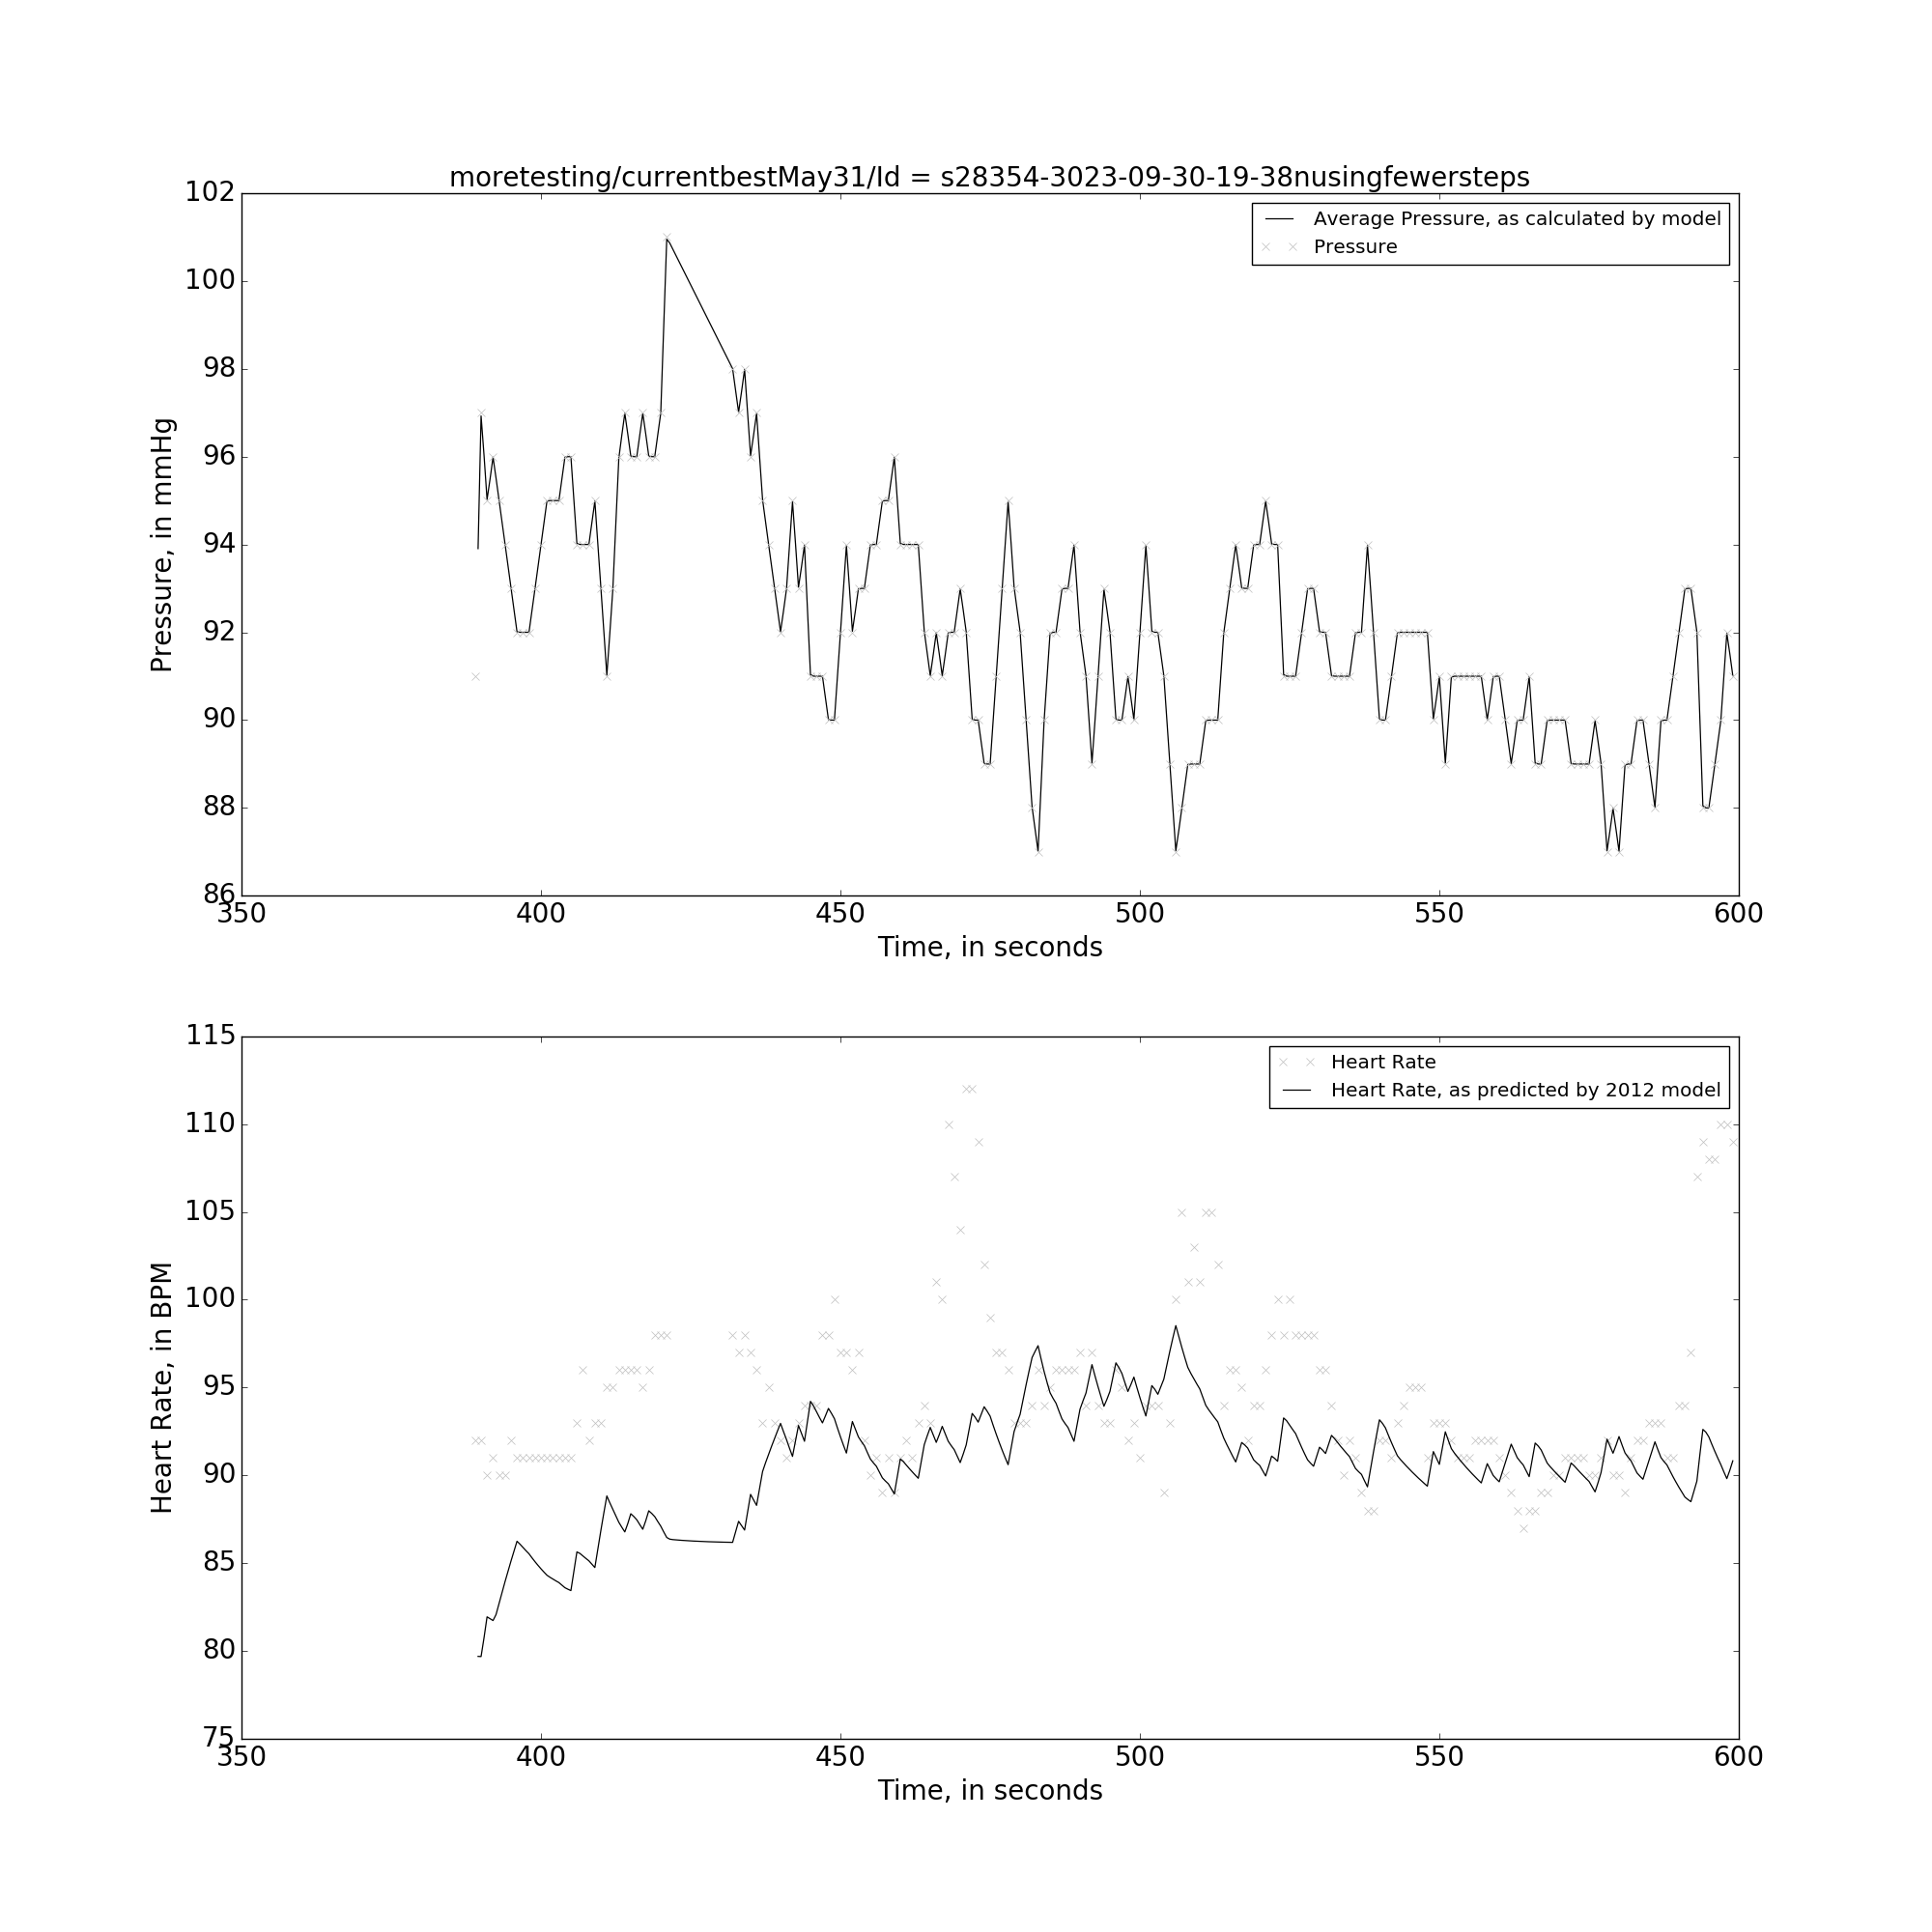 moretesting/currentbestMay31/Id = s28354-3023-09-30-19-38nusingfewersteps
102
100
98
96
94
92
90
88
86
Pressure, in mmHg
Average Pressure, as calculated by model
Pressure
350 400 450 500 550 600
Time, in seconds
115
110
105
100
95
90
85
80
75
Heart Rate, in BPM
Heart Rate
Heart Rate, as predicted by 2012 model
350 400 450 500 550 600
Time, in seconds